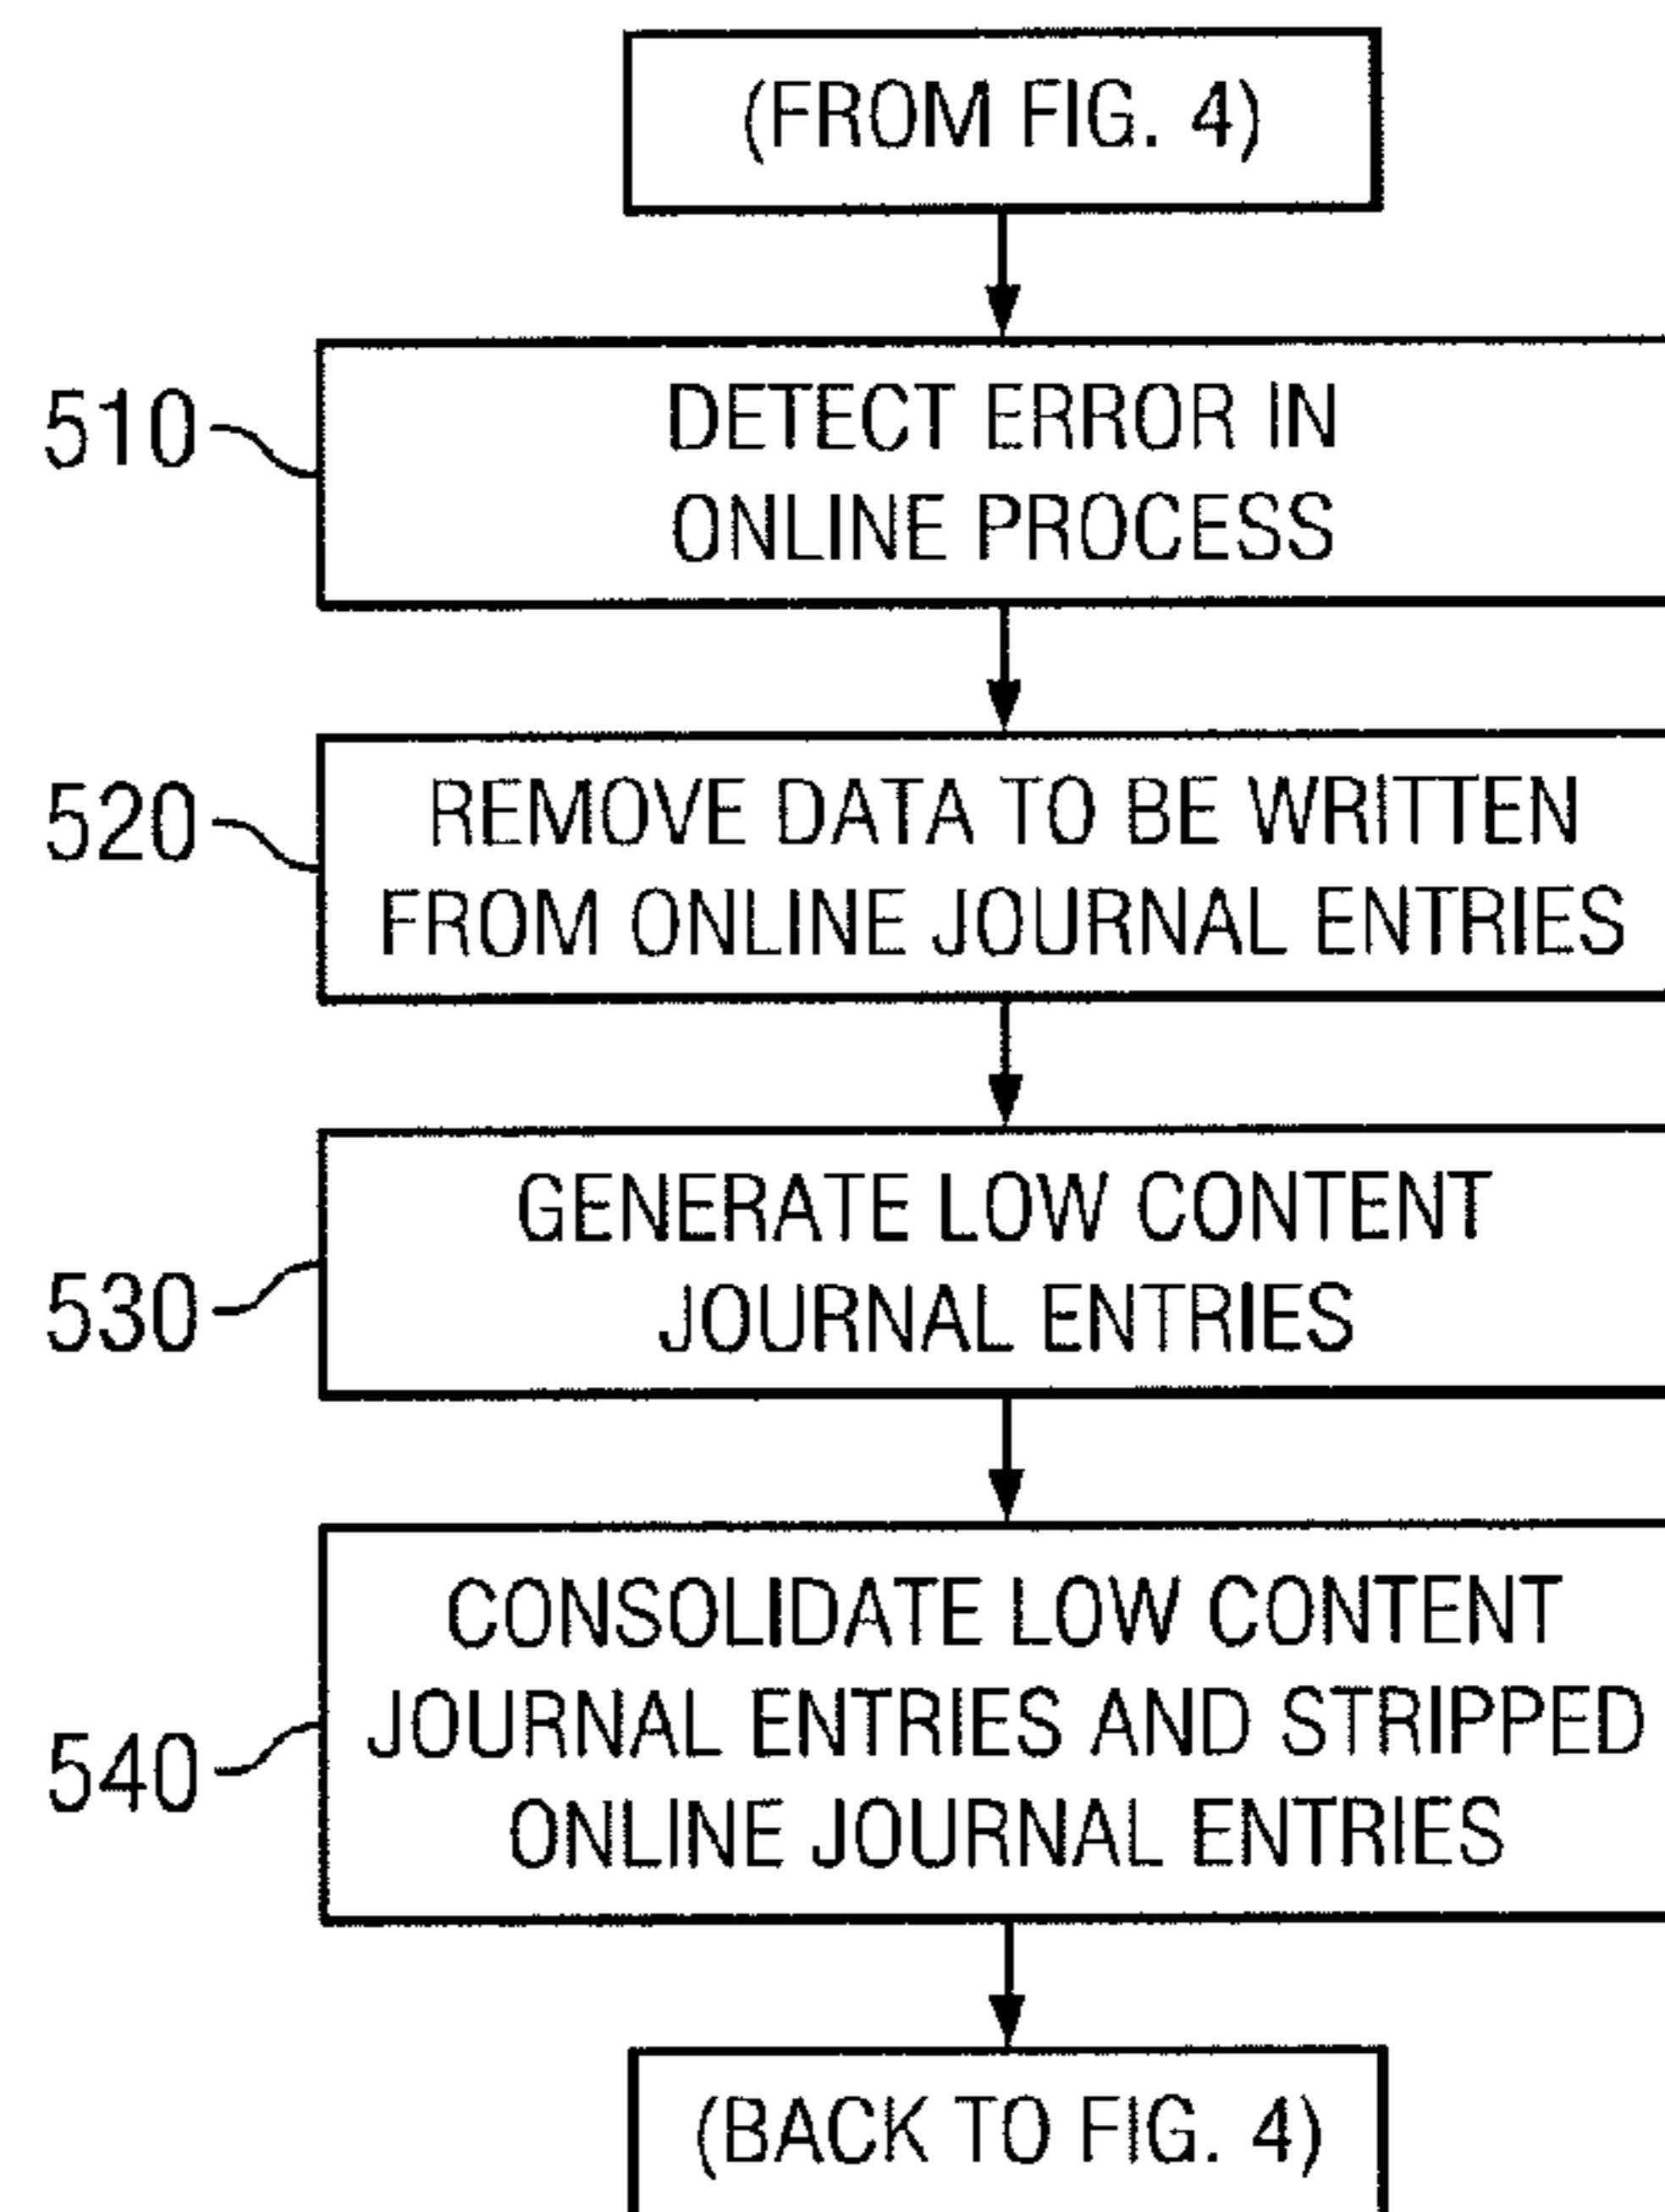 (FROM FIG. 4)
510
DETECT ERROR IN
ONLINE PROCESS
520
REMOVE DATA TO BE WRITTEN
FROM ONLINE JOURNAL ENTRIES
530
GENERATE LOW CONTENT
JOURNAL ENTRIES
540
CONSOLIDATE LOW CONTENT
JOURNAL ENTRIES AND STRIPPED
ONLINE JOURNAL ENTRIES
(BACK TO FIG. 4)